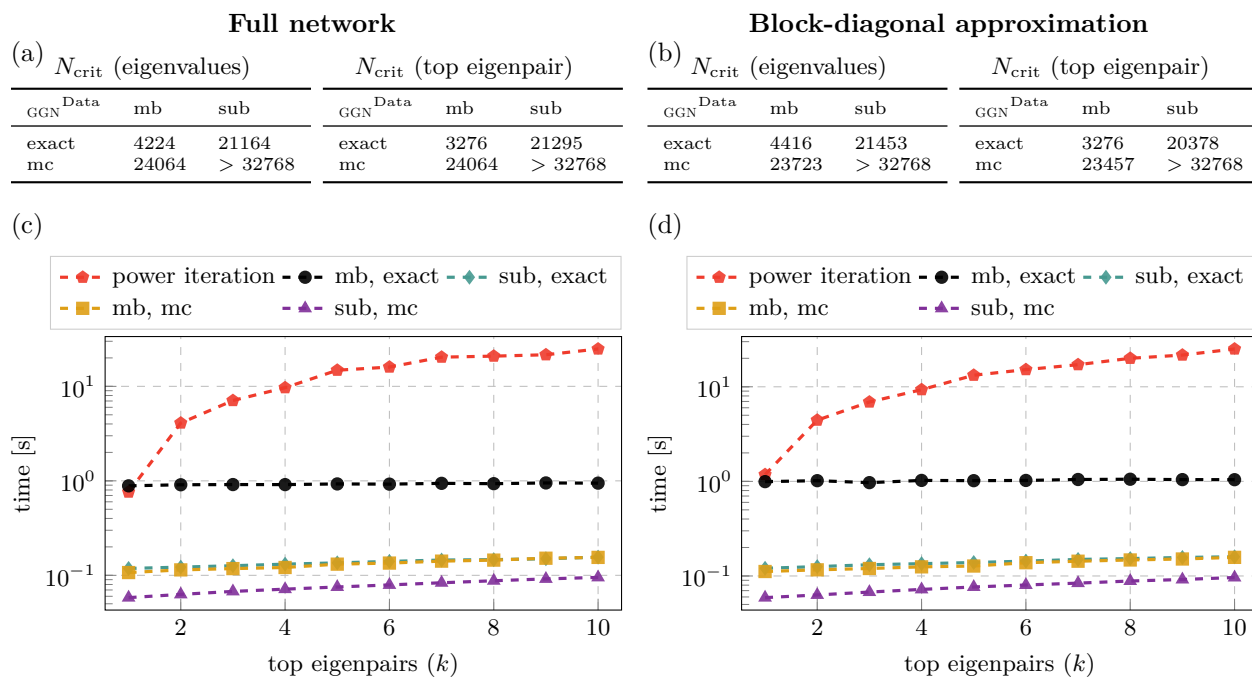 Full network
Block-diagonal approximation
(a)
N_crit (eigenvalues)
GGN^Data mb sub
exact 4224 21164
mc 24064 > 32768
N_crit (top eigenpair)
GGN^Data mb sub
exact 3276 21295
mc 24064 > 32768
(b)
N_crit (eigenvalues)
GGN^Data mb sub
exact 4416 21453
mc 23723 > 32768
N_crit (top eigenpair)
GGN^Data mb sub
exact 3276 20378
mc 23457 > 32768
(c)
power iteration mb, exact sub, exact
mb, mc sub, mc
10^1
10^0
10^−1
time [s]
2 4 6 8 10
top eigenpairs (k)
(d)
power iteration mb, exact sub, exact
mb, mc sub, mc
10^1
10^0
10^−1
time [s]
2 4 6 8 10
top eigenpairs (k)